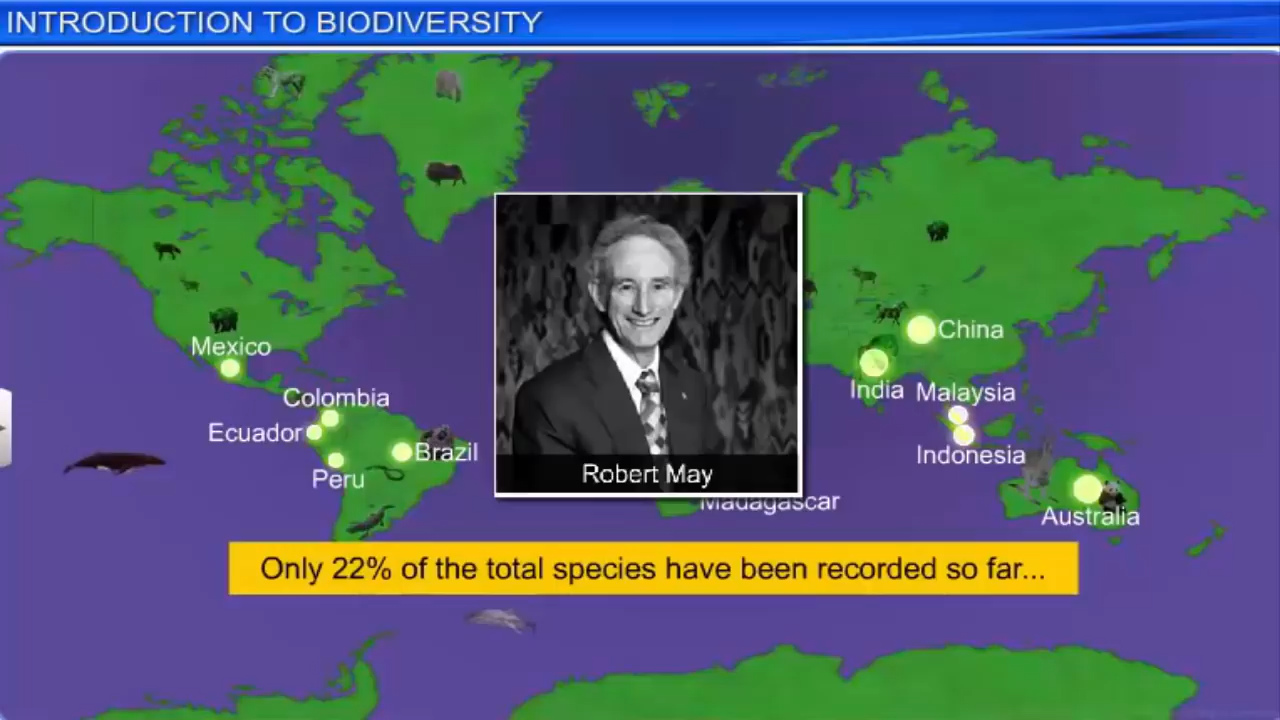 INTRODUCTION TO BIODIVERSITY
China
Mexico
India Malaysia
Colombia
Ecuador
Brazil
Indonesia
Peru
Robert May
Madagascar
Australia
Only 22% of the total species have been recorded so far...